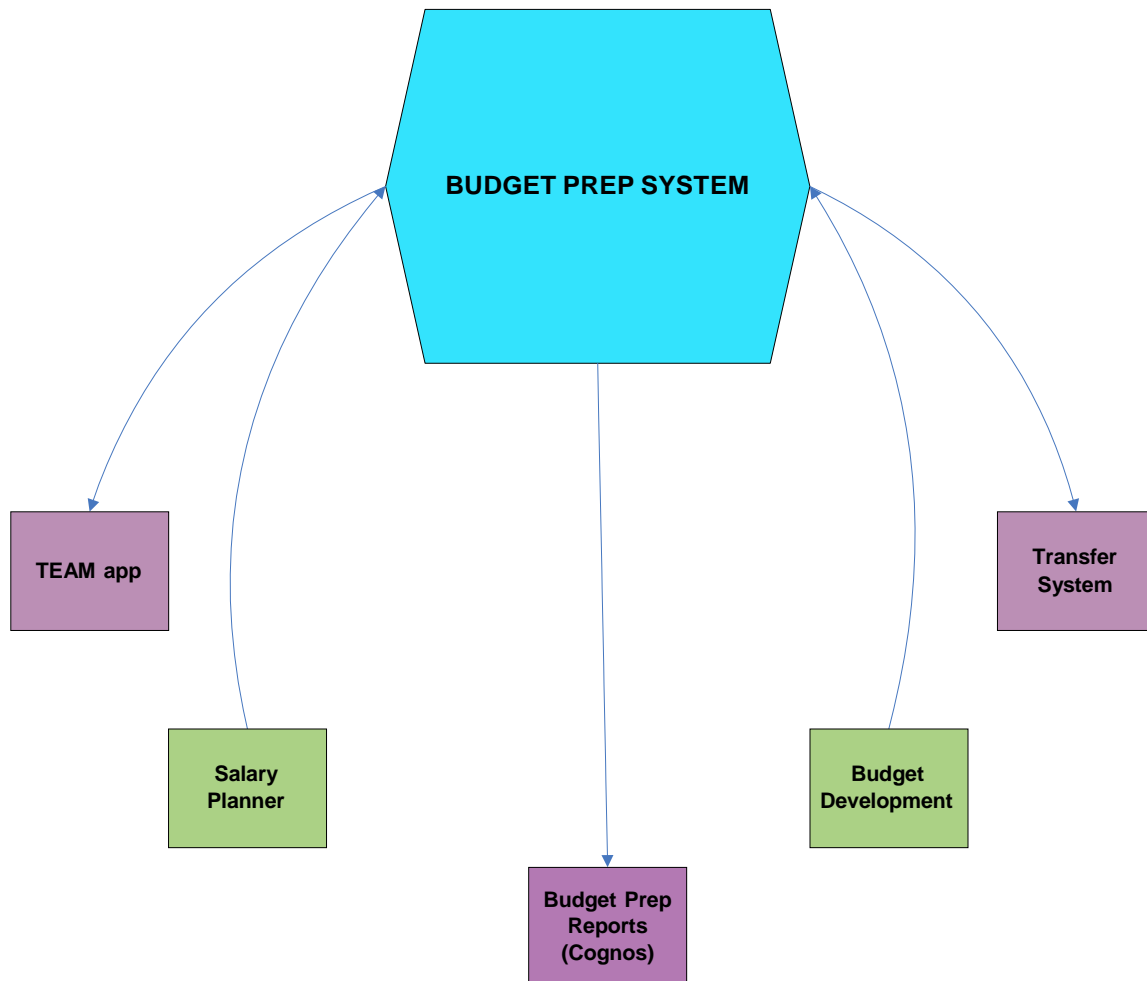 BUDGET PREP SYSTEM
TEAM app
Transfer
System
Salary
Planner
Budget
Development
Budget Prep
Reports
(Cognos)